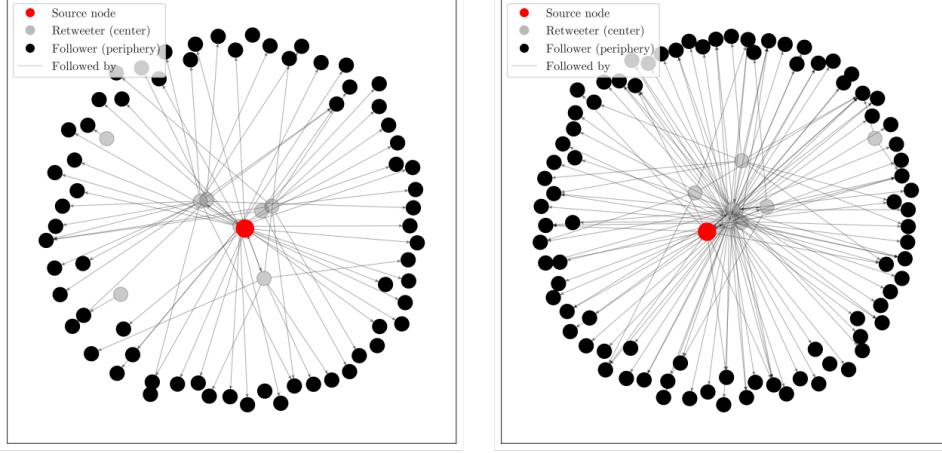 Source node
Retweeter (center)
Follower (periphery)
Followed by
Source node
Retweeter (center)
Follower (periphery)
Followed by